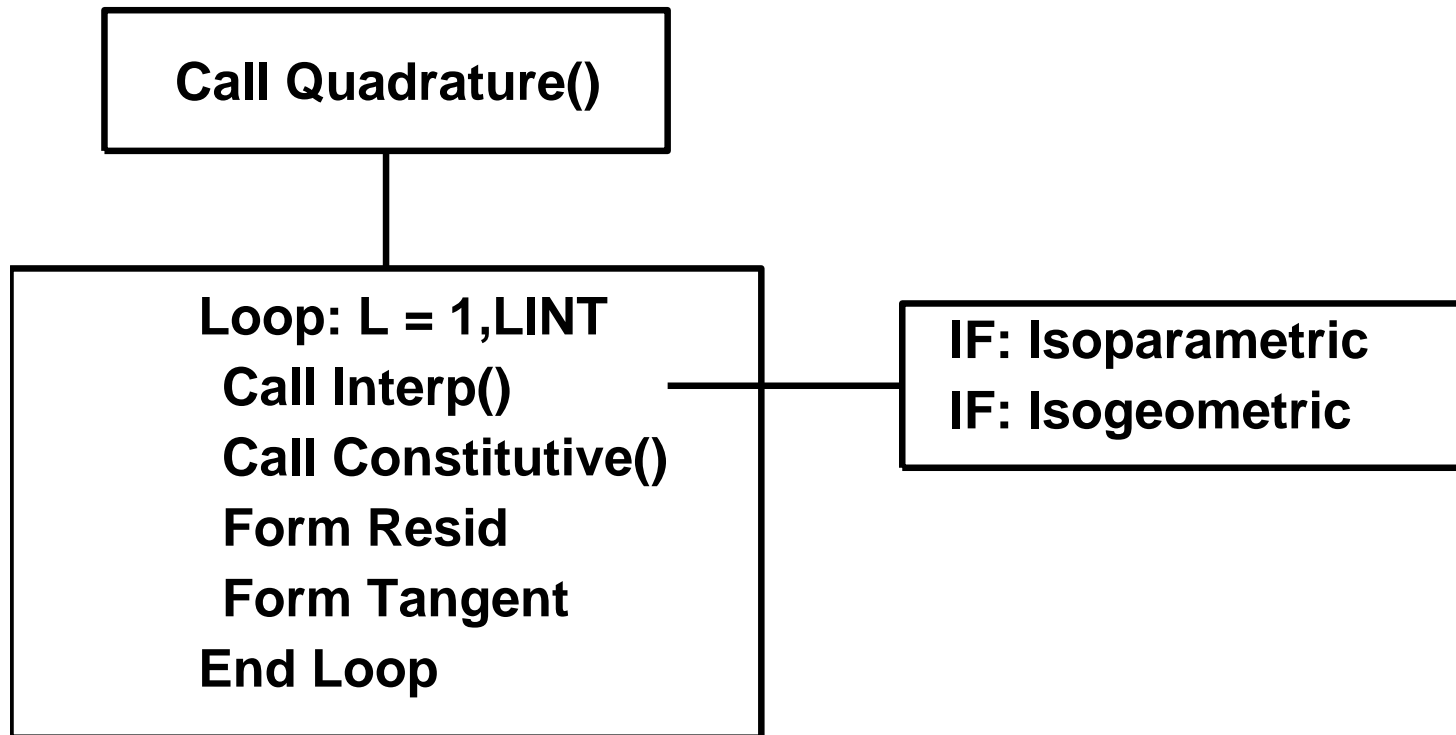 Call Quadrature()
Loop: L = 1,LINT
Call Interp()
Call Constitutive()
Form Resid
Form Tangent
End Loop
IF: Isoparametric
IF: Isogeometric